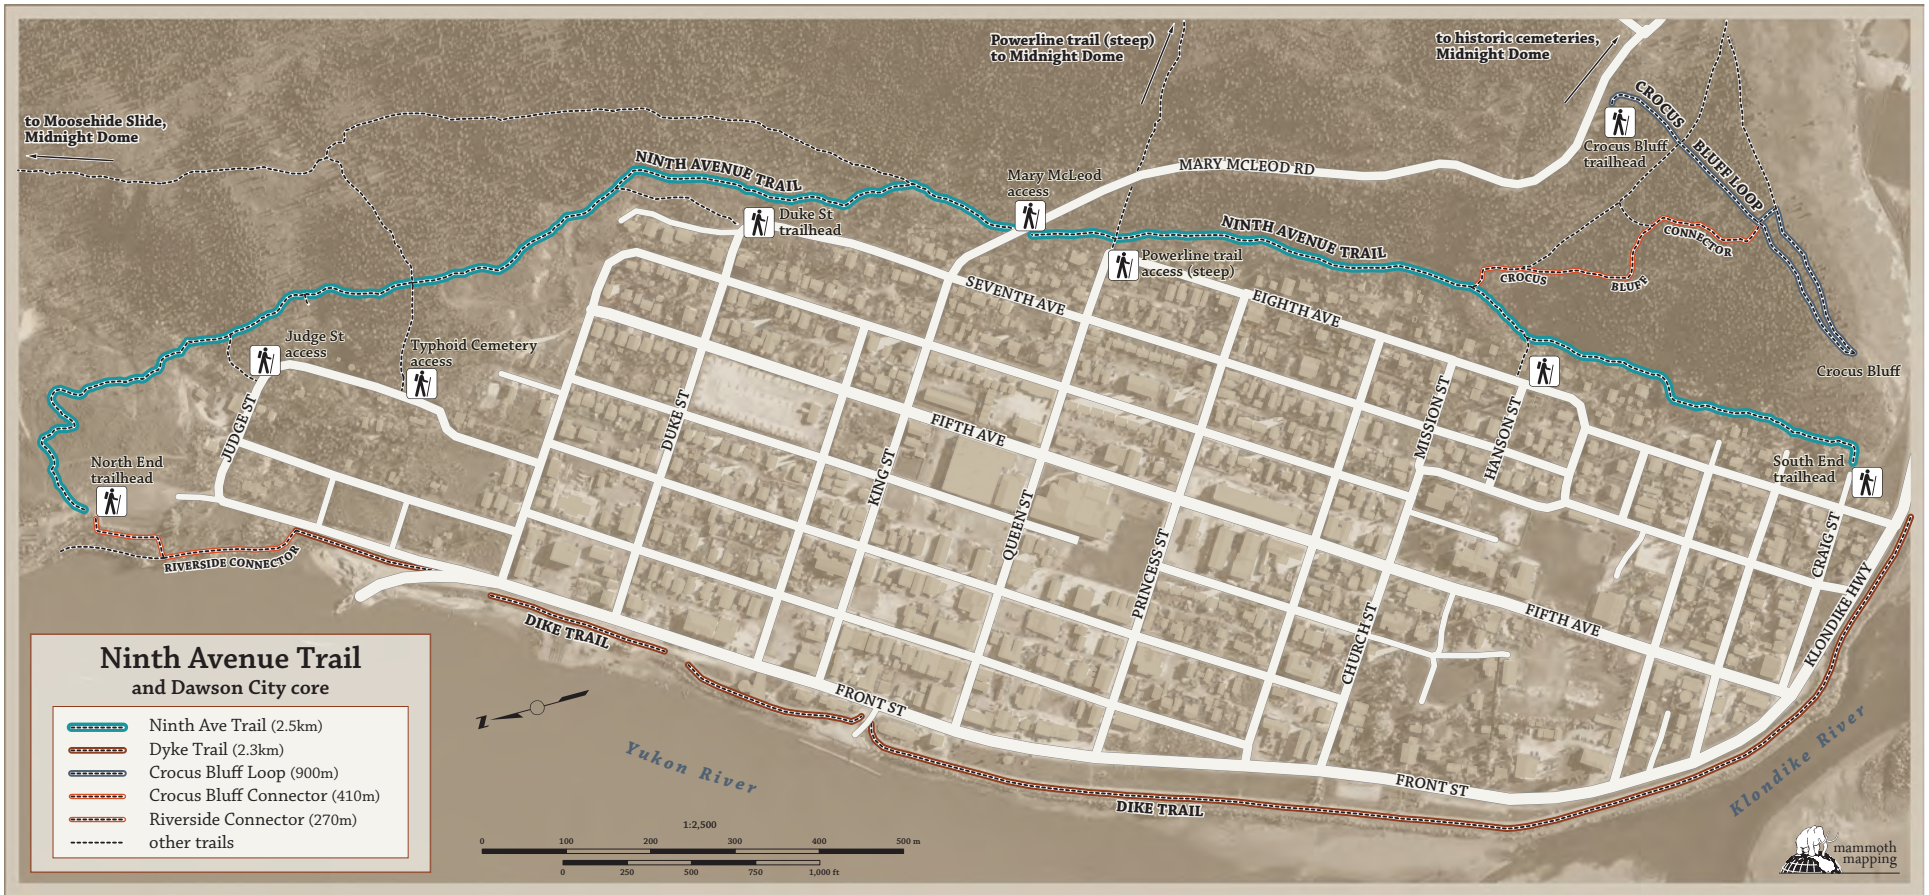 Powerline trail (steep)
to Midnight Dome
to historic cemeteries,
Midnight Dome
to Moosehide Slide,
Midnight Dome
CROCUS
BLUFF LOOP
Crocus Bluff
trailhead
NINTH AVENUE TRAIL
MARY MCLEOD RD
Mary McLeod
access
Duke St
trailhead
NINTH AVENUE TRAIL
CONNECTOR
Powerline trail
access (steep)
CROCUS
BLUFF
SEVENTH AVE
EIGHTH AVE
Judge St
access
Typhoid Cemetery
access
Crocus Bluff
JUDGE ST
DUKE ST
FIFTH AVE
MISSION ST
HANSON ST
KING ST
North End
trailhead
South End
trailhead
QUEEN ST
PRINCESS ST
CRAIG ST
RIVERSIDE CONNECTOR
DIKE TRAIL
CHURCH ST
FIFTH AVE
KLONDIKE HWY
FRONT ST
FRONT ST
DIKE TRAIL
Yukon River
Klondike River
Z
Ninth Avenue Trail
and Dawson City core
Ninth Ave Trail (2.5km)
Dyke Trail (2.3km)
Crocus Bluff Loop (900m)
Crocus Bluff Connector (410m)
Riverside Connector (270m)
other trails
1:2,500
0 100 200 300 400 500 m
0 250 500 750 1,000 ft
mammoth
mapping